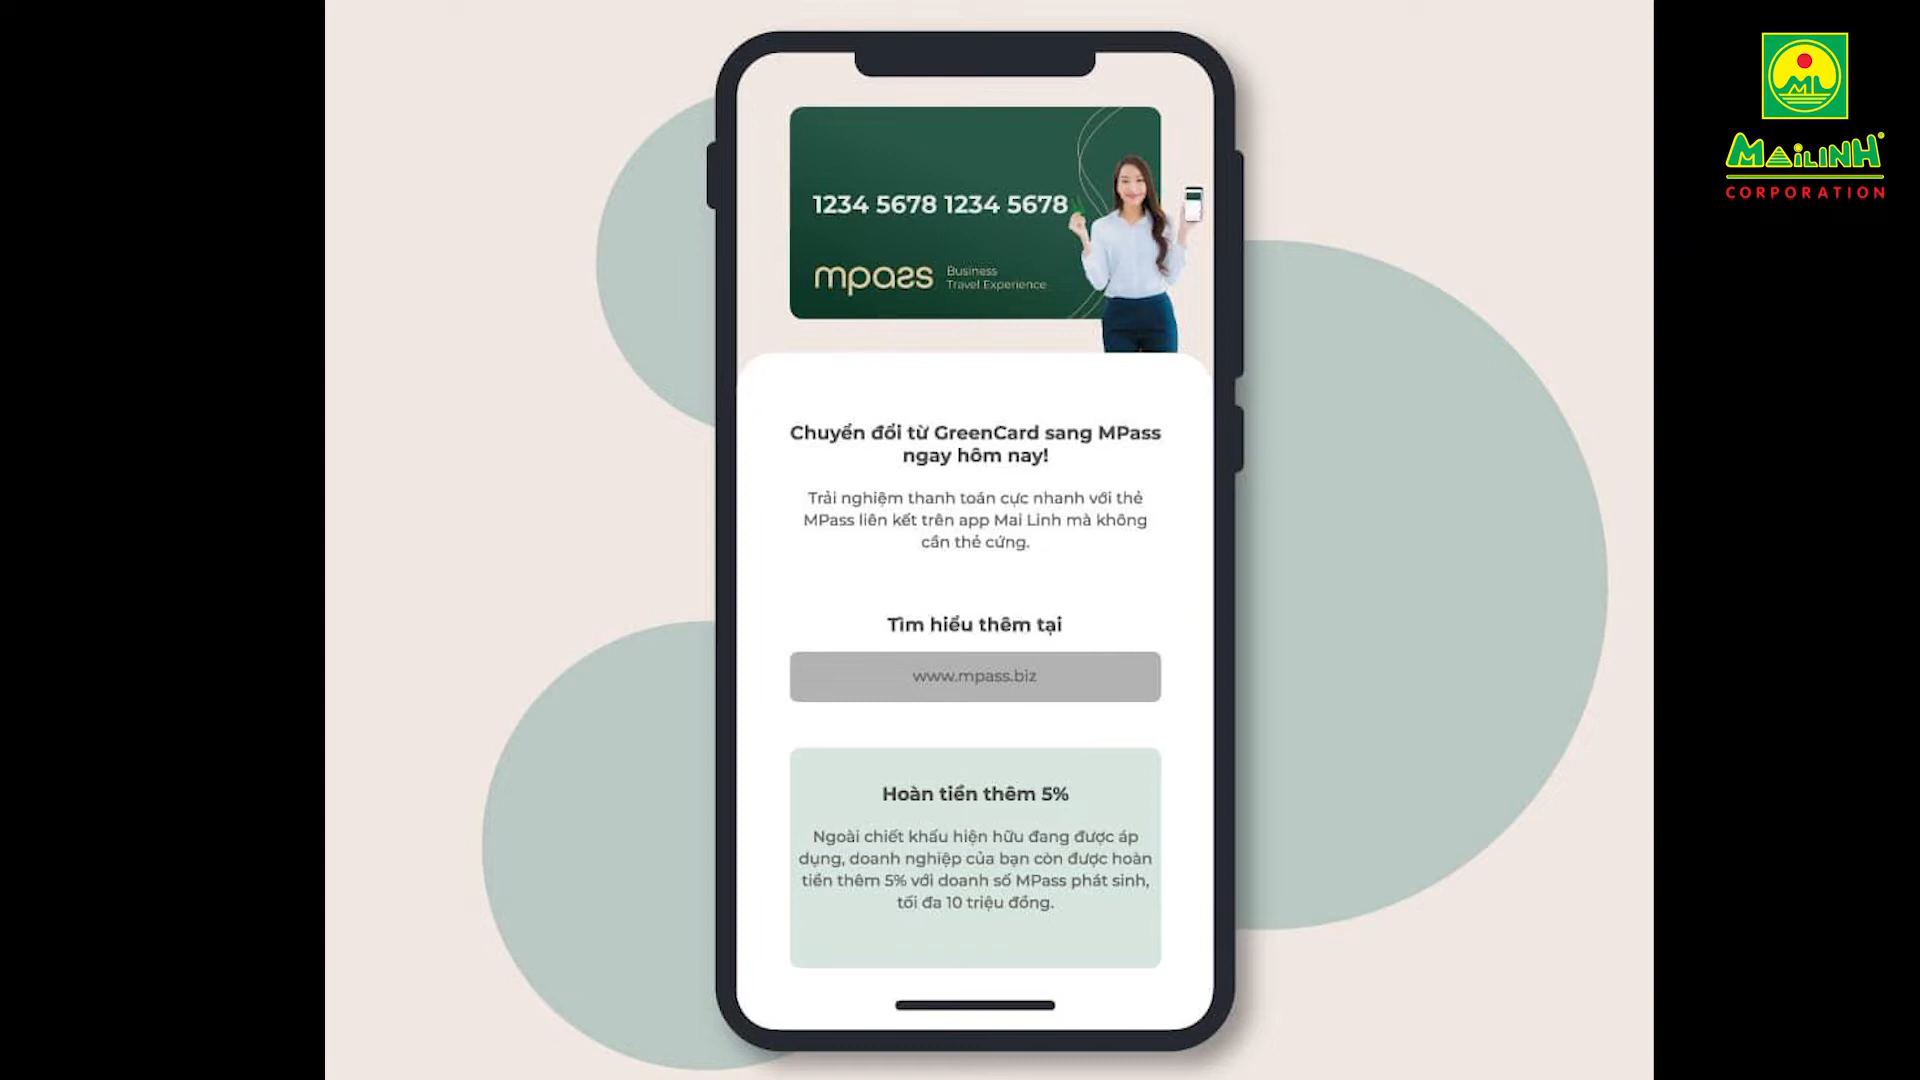 1234 5678 1234 5678
mpass
Business
Travel Experience
Chuyển đổi từ GreenCard sang MPass
ngay hôm nay!
Trải nghiệm thanh toán cực nhanh với thẻ
MPass liên kết trên app Mai Linh mà không
cần thẻ cứng.
Tìm hiểu thêm tại
www.mpass.biz
Hoàn tiền thêm 5%
Ngoài chiết khấu hiện hữu đang được áp
dụng, doanh nghiệp của bạn còn được hoàn
tiền thêm 5% với doanh số MPass phát sinh,
tối đa 10 triệu đồng.
ML
MAiLINH
CORPORATION